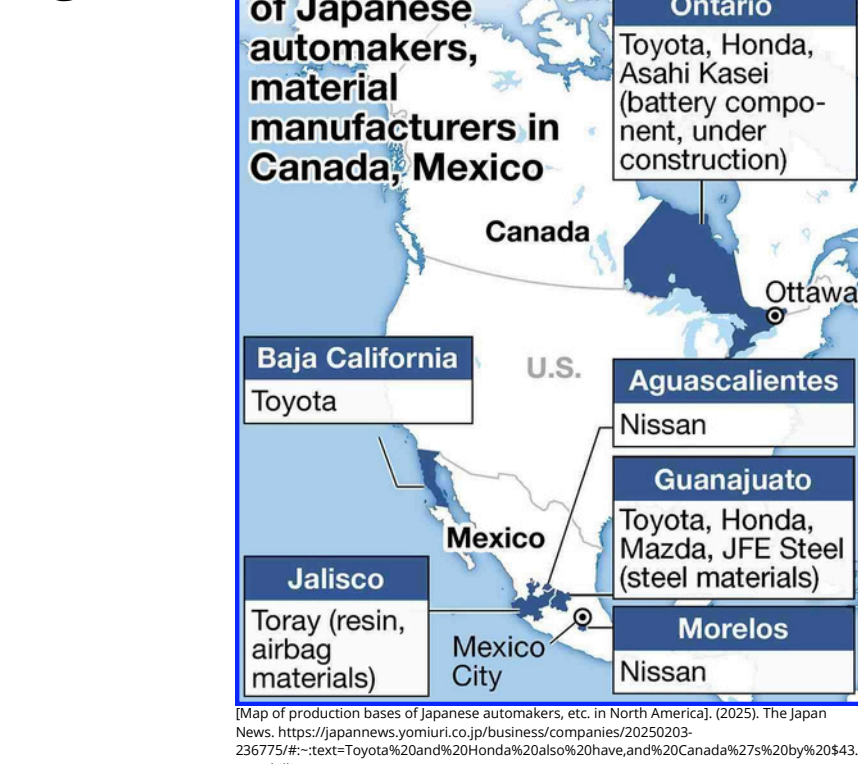 of Japanese
automakers,
material
manufacturers in
Canada, Mexico
Ontario
Toyota, Honda,
Asahi Kasei
(battery compo-
nent, under
construction)
Canada
Ottawa
U.S.
Baja California
Toyota
Aguascalientes
Nissan
Guanajuato
Toyota, Honda,
Mazda, JFE Steel
(steel materials)
Mexico
Jalisco
Toray (resin,
airbag
materials)
Mexico
City
Morelos
Nissan
[Map of production bases of Japanese automakers, etc. in North America]. (2025). The Japan
News. https://japannews.yomiuri.co.jp/business/companies/20250203-
236775/#:~:text=Toyota%20and%20Honda%20also%20have,and%20Canada%27s%20by%20$43.